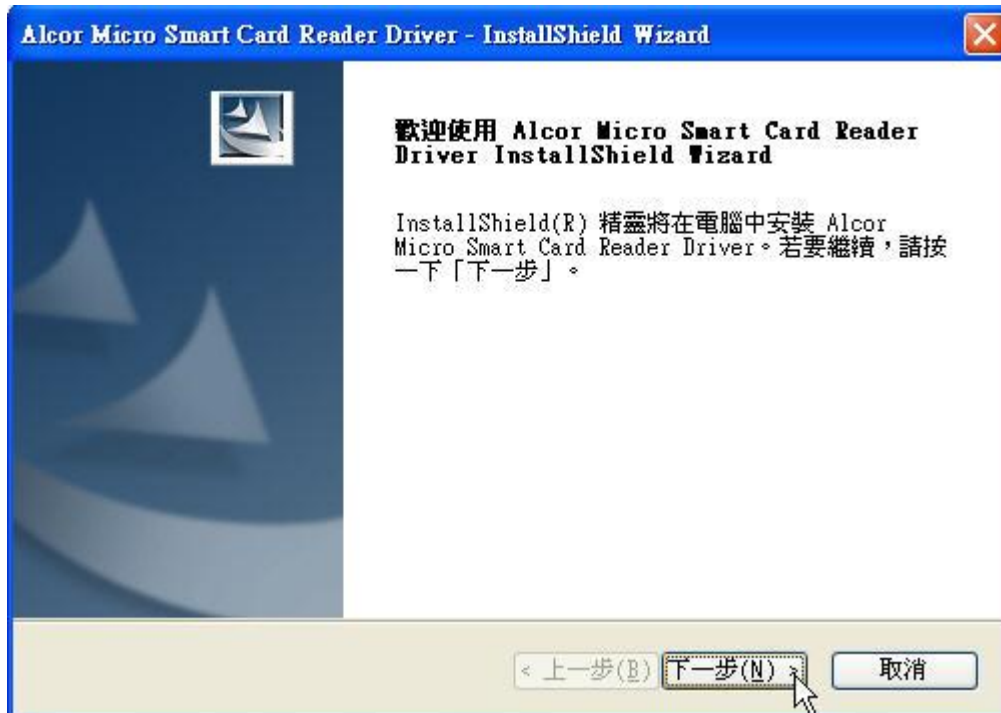 Alcor Micro Smart Card Reader Driver - InstallShield Wizard
歡迎使用 Alcor Micro Smart Card Reader
Driver InstallShield Wizard
InstallShield(R) 精靈將在電腦中安裝 Alcor
Micro Smart Card Reader Driver。若要繼續，請按
一下「下一步」。
< 上一步(B) 下一步(N) > 取消